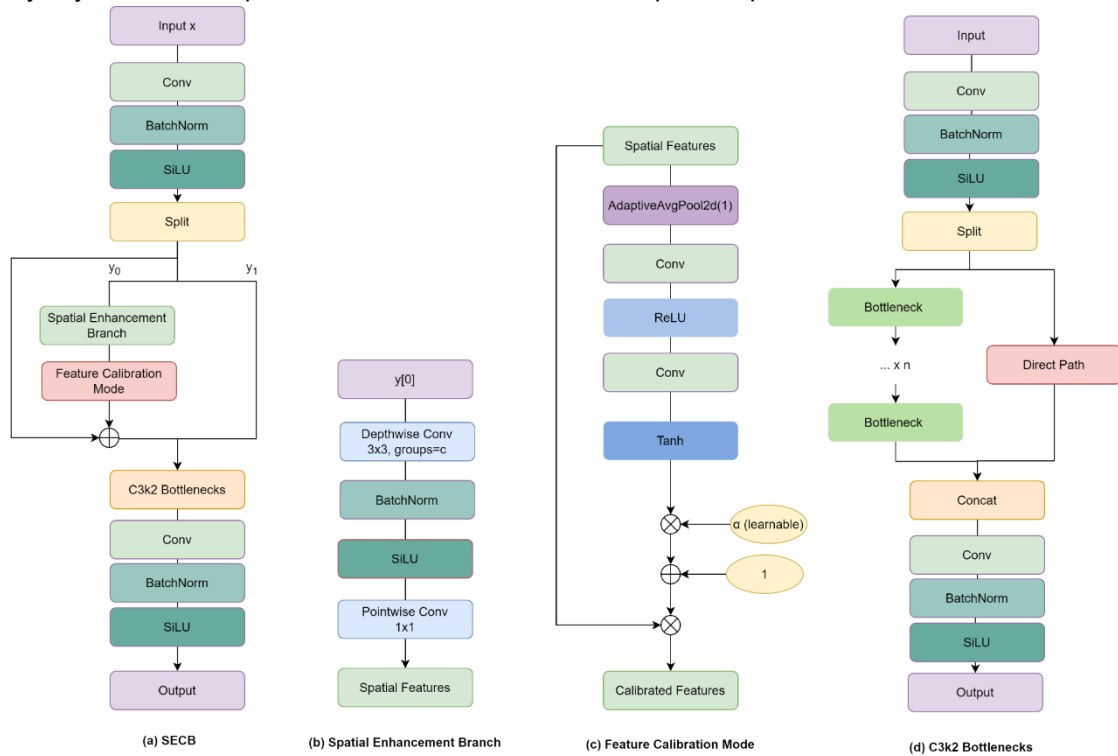 Input x
Conv
BatchNorm
SiLU
Split
y0
y1
Spatial Enhancement
Branch
Feature Calibration
Mode
C3k2 Bottlenecks
Conv
BatchNorm
SiLU
Output
(a) SECB
y[0]
Depthwise Conv
3x3, groups=c
BatchNorm
SiLU
Pointwise Conv
1x1
Spatial Features
(b) Spatial Enhancement Branch
Spatial Features
AdaptiveAvgPool2d(1)
Conv
ReLU
Conv
Tanh
α (learnable)
1
Calibrated Features
(c) Feature Calibration Mode
Input
Conv
BatchNorm
SiLU
Split
Bottleneck
... x n
Direct Path
Bottleneck
Concat
Conv
BatchNorm
SiLU
Output
(d) C3k2 Bottlenecks